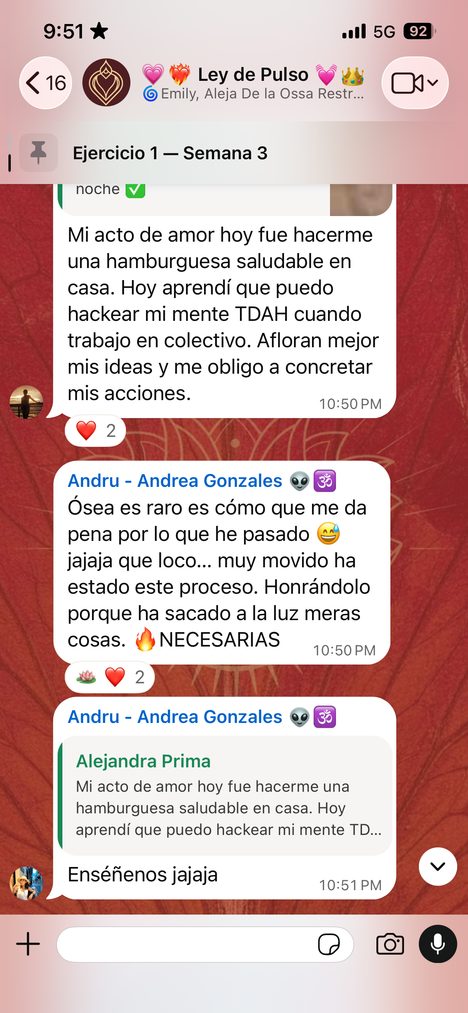 9:51 ★ 5G 92
16 💗❤️‍🔥 Ley de Pulso 💓👑
🌀Emily, Aleja De la Ossa Restr...
Ejercicio 1 — Semana 3
noche ✅
Mi acto de amor hoy fue hacerme
una hamburguesa saludable en
casa. Hoy aprendí que puedo
hackear mi mente TDAH cuando
trabajo en colectivo. Afloran mejor
mis ideas y me obligo a concretar
mis acciones.
10:50 PM
❤️ 2
Andru - Andrea Gonzales 👽🕉️
Ósea es raro es cómo que me da
pena por lo que he pasado 😅
jajaja que loco... muy movido ha
estado este proceso. Honrándolo
porque ha sacado a la luz meras
cosas. 🔥NECESARIAS
10:50 PM
🪷 ❤️ 2
Andru - Andrea Gonzales 👽🕉️
Alejandra Prima
Mi acto de amor hoy fue hacerme una
hamburguesa saludable en casa. Hoy
aprendí que puedo hackear mi mente TD...
Enséñenos jajaja
10:51 PM